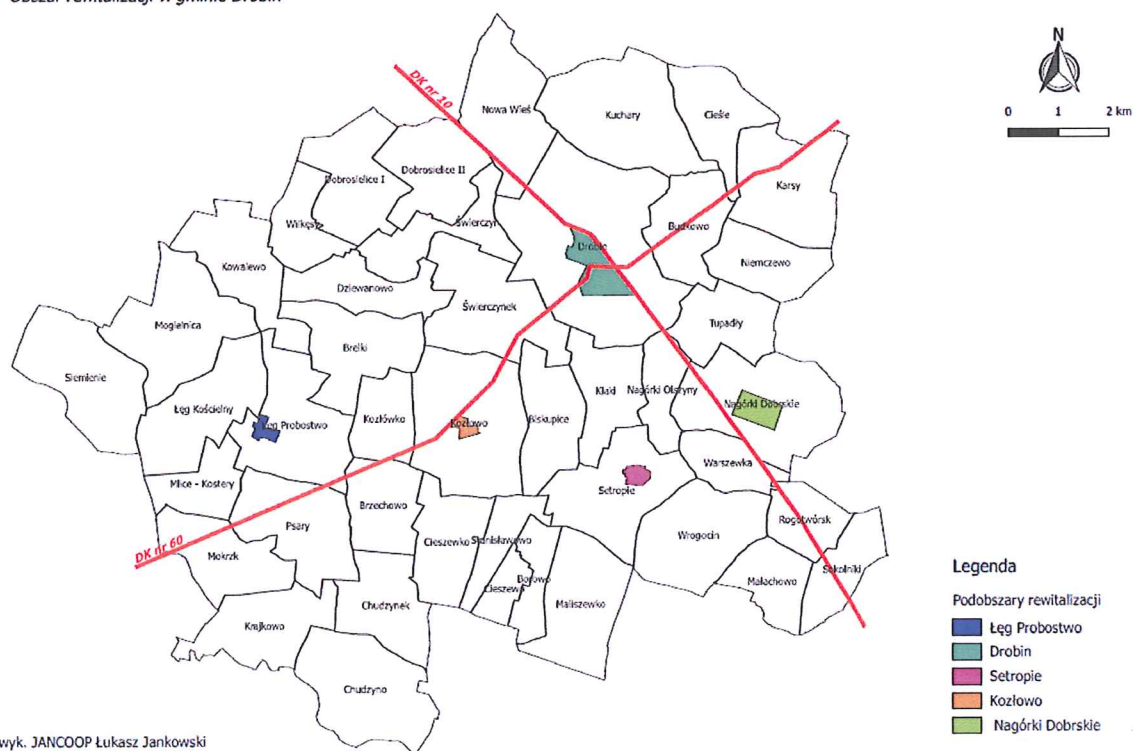 Obszar rewitalizacji w gminie Drobin
N
0 1 2 km
DK nr 10
Nowa Wieś
Kuchary
Cieśle
Karsy
Dobrosielice I
Dobrosielice II
Wilkęsy
Świerczyn
Drobin
Budkowo
Niemczewo
Kowalewo
Dziewanowo
Świerczynek
Tupadły
Mogielnica
Brelki
Siemienie
Łęg Kościelny
Łęg Probostwo
Kozłówko
Kozłowo
Biskupice
Kłaki
Nagórki Olszyny
Nagórki Dobrskie
Warszewka
Setropie
Mlice - Kostery
Psary
Brzechowo
Cieszewko
Stanisławowo
Wrogocin
Rogotwórsk
DK nr 60
Mokrzk
Cieszewo
Borowo
Maliszewko
Małachowo
Sokolniki
Krajkowo
Chudzynek
Chudzyno
Legenda
Podobszary rewitalizacji
Łęg Probostwo
Drobin
Setropie
Kozłowo
Nagórki Dobrskie
wyk. JANCOOP Łukasz Jankowski